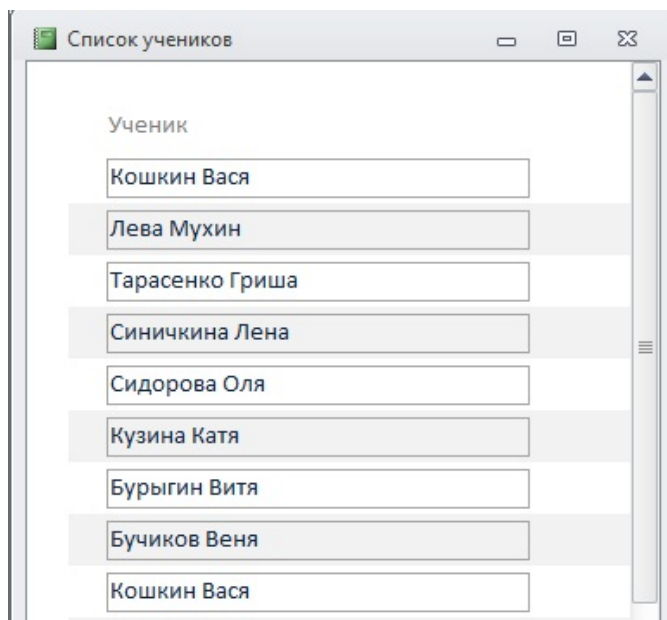 Список учеников
Ученик
Кошкин Вася
Лева Мухин
Тарасенко Гриша
Синичкина Лена
Сидорова Оля
Кузина Катя
Бурыгин Витя
Бучиков Веня
Кошкин Вася